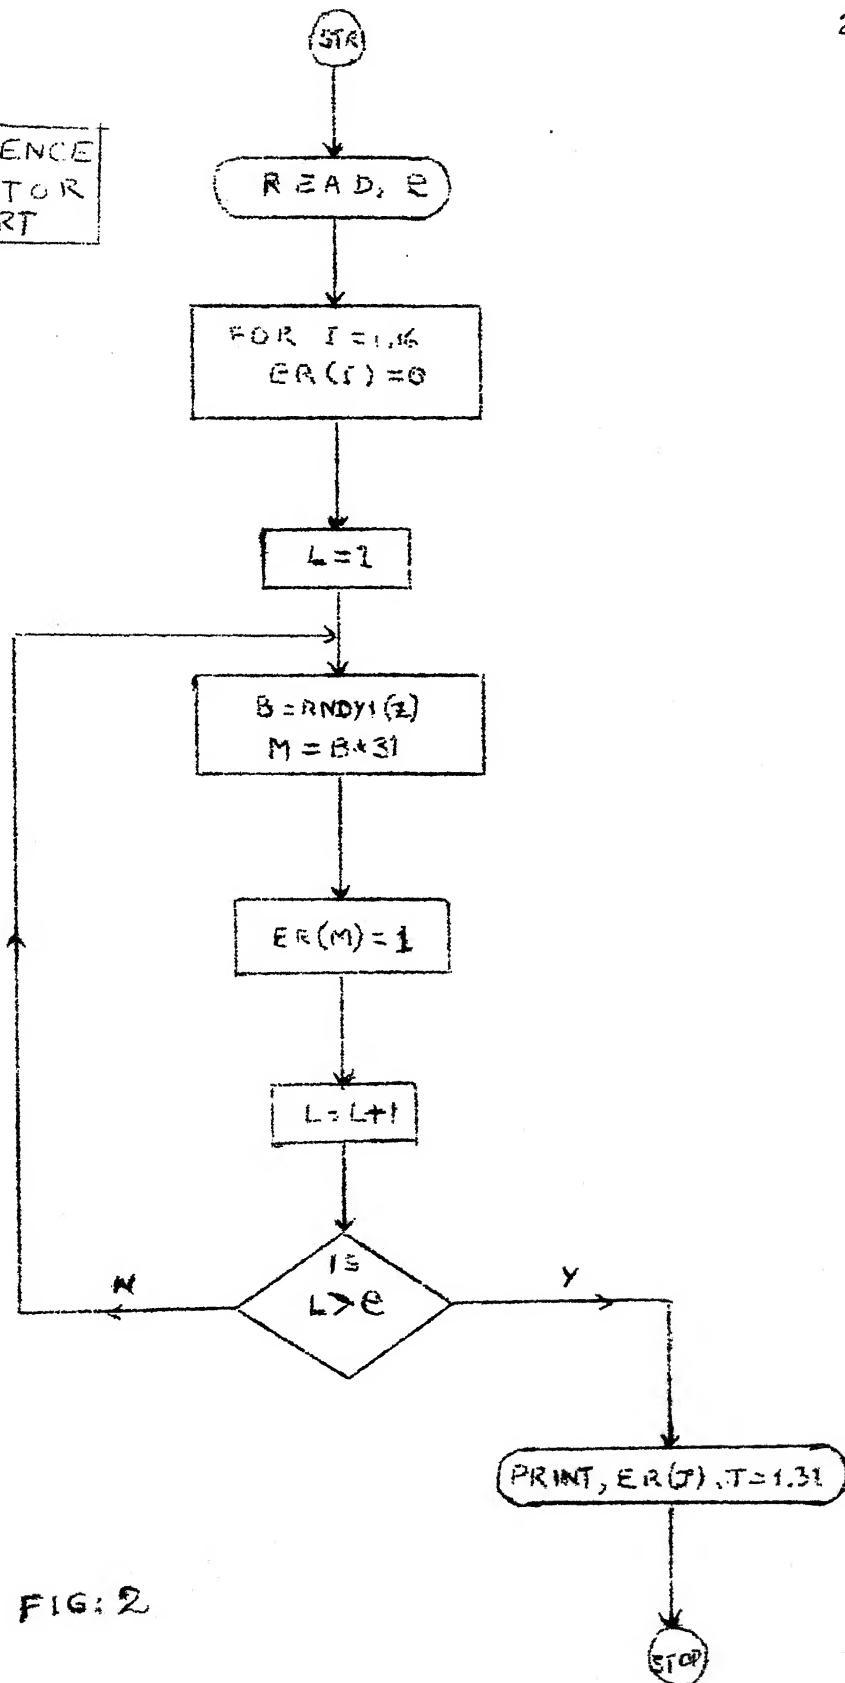 2
STR
ENCE
TOR
RT
READ, e
FOR I = 1,16
ER(I) = 0
L = 1
B = RNDY1(Z)
M = B*31
ER(M) = 1
L = L+1
IS
L > e
N
Y
PRINT, ER(J), J=1,31
FIG: 2
STOP